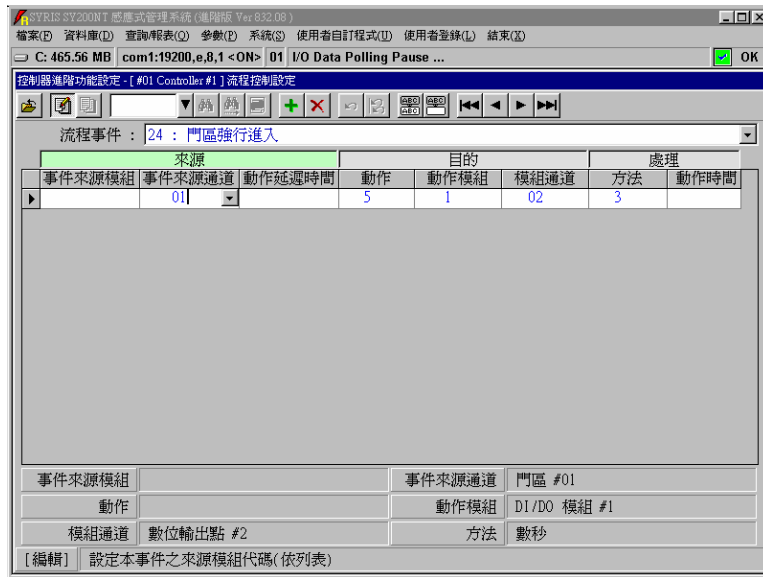 SYRIS SY200NT 感應式管理系統 (進階版 Ver 832.08 )
檔案(F) 資料庫(D) 查詢/報表(Q) 參數(P) 系統(S) 使用者自訂程式(U) 使用者登錄(L) 結束(X)
C: 465.56 MB com1:19200,e,8,1 <ON> 01 I/O Data Polling Pause ... OK
控制器進階功能設定 - [ #01 Controller #1 ] 流程控制設定
ABC ABC ABC
流程事件 : 24 : 門區強行進入
來源 目的 處理
事件來源模組 事件來源通道 動作延遲時間 動作 動作模組 模組通道 方法 動作時間
01 5 1 02 3
事件來源模組 事件來源通道 門區 #01
動作 動作模組 DI/DO 模組 #1
模組通道 數位輸出點 #2 方法 數秒
[編輯] 設定本事件之來源模組代碼(依列表)